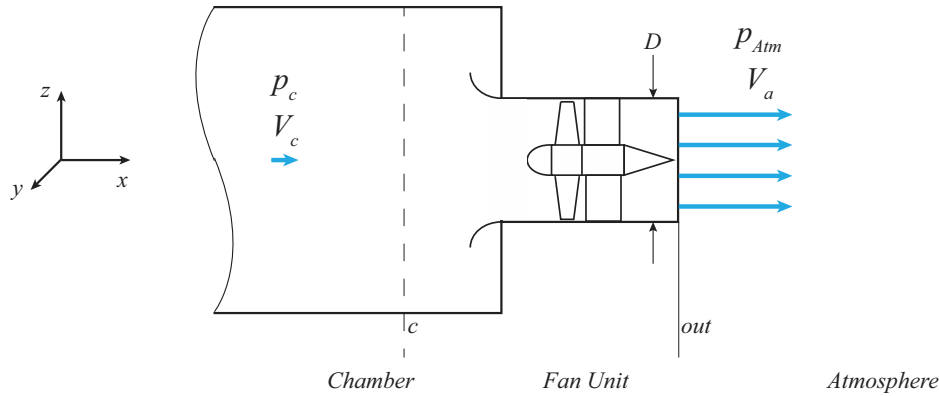 D
p_Atm
V_a
p_c
V_c
z
y
x
c
out
Chamber
Fan Unit
Atmosphere